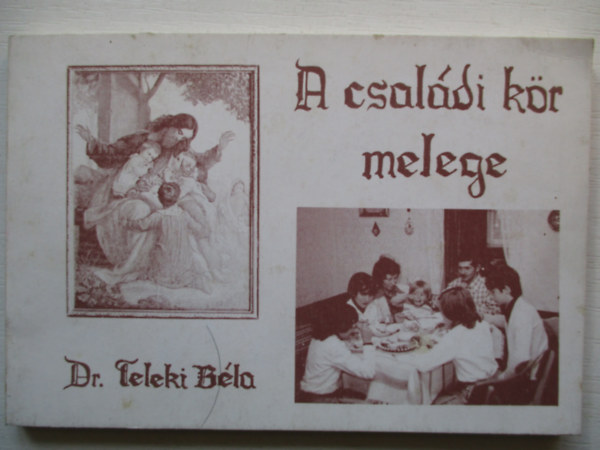 A családi kör
melege
Dr. Teleki Béla